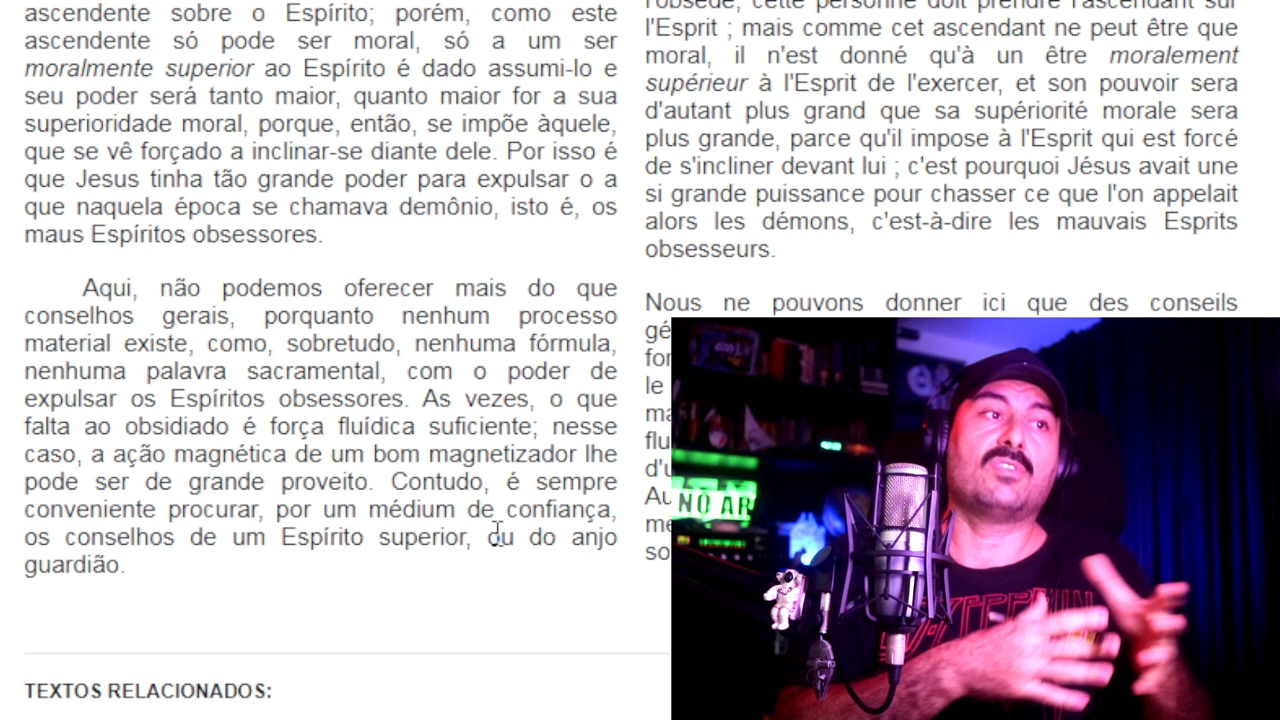 ascendente sobre o Espírito; porém, como este
ascendente só pode ser moral, só a um ser
moralmente superior ao Espírito é dado assumi-lo e
seu poder será tanto maior, quanto maior for a sua
superioridade moral, porque, então, se impõe àquele,
que se vê forçado a inclinar-se diante dele. Por isso é
que Jesus tinha tão grande poder para expulsar o a
que naquela época se chamava demônio, isto é, os
maus Espíritos obsessores.
Aqui, não podemos oferecer mais do que
conselhos gerais, porquanto nenhum processo
material existe, como, sobretudo, nenhuma fórmula,
nenhuma palavra sacramental, com o poder de
expulsar os Espíritos obsessores. As vezes, o que
falta ao obsidiado é força fluídica suficiente; nesse
caso, a ação magnética de um bom magnetizador lhe
pode ser de grande proveito. Contudo, é sempre
conveniente procurar, por um médium de confiança,
os conselhos de um Espírito superior, ou do anjo
guardião.
TEXTOS RELACIONADOS:
l'obsède, cette personne doit prendre l'ascendant sur
l'Esprit ; mais comme cet ascendant ne peut être que
moral, il n'est donné qu'à un être moralement
supérieur à l'Esprit de l'exercer, et son pouvoir sera
d'autant plus grand que sa supériorité morale sera
plus grande, parce qu'il impose à l'Esprit qui est forcé
de s'incliner devant lui ; c'est pourquoi Jésus avait une
si grande puissance pour chasser ce que l'on appelait
alors les démons, c'est-à-dire les mauvais Esprits
obsesseurs.
Nous ne pouvons donner ici que des conseils
le
NO AR